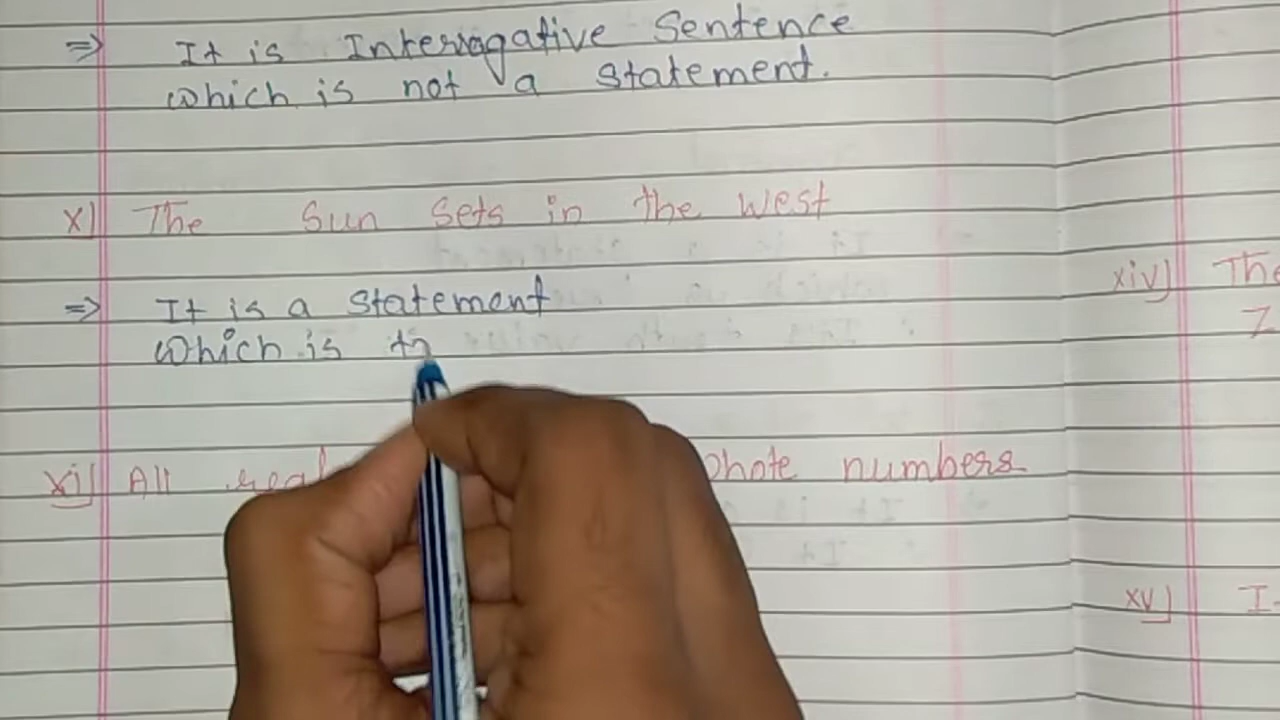 ⇒ It is Interrogative Sentence
which is not a statement.
x) The Sun Sets in the west
⇒ It is a statement
which is
xi) All numbers
xiv) The
xv)